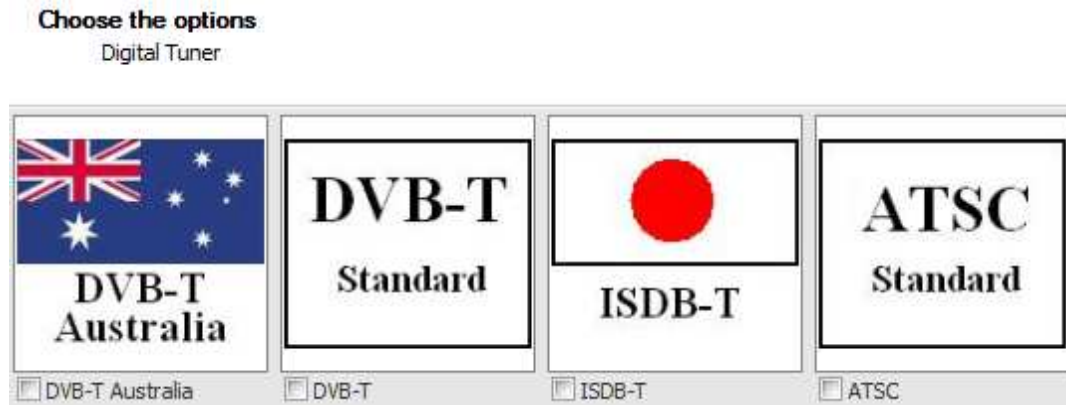 Choose the options
Digital Tuner
DVB-T
Australia
DVB-T
Standard
ISDB-T
ATSC
Standard
DVB-T Australia
DVB-T
ISDB-T
ATSC